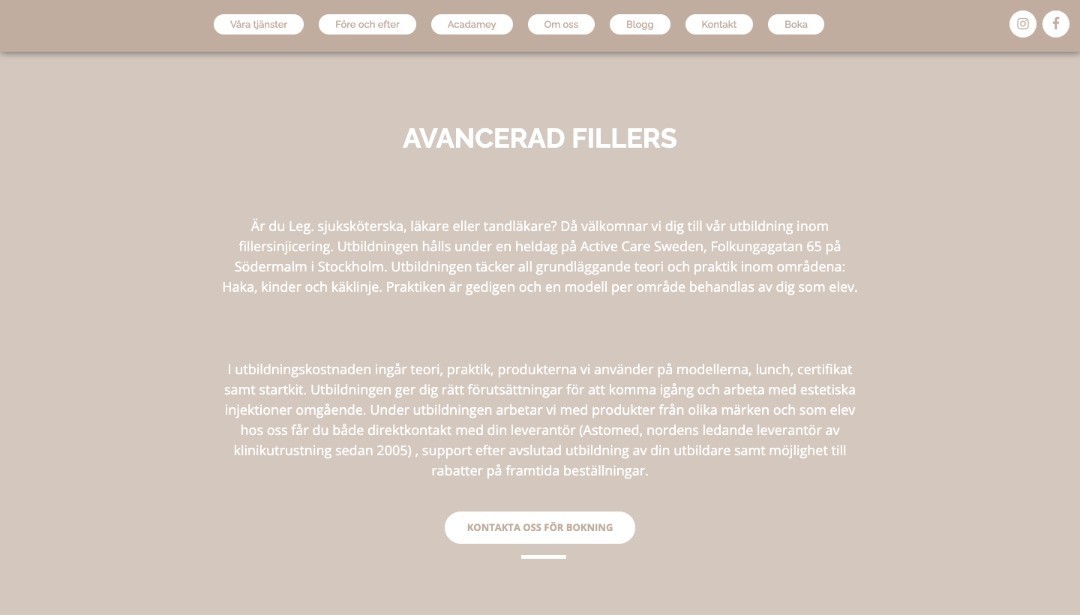 Våra tjänster
Före och efter
Acadamey
Om oss
Blogg
Kontakt
Boka
AVANCERAD FILLERS
Är du Leg. sjuksköterska, läkare eller tandläkare? Då välkomnar vi dig till vår utbildning inom
fillersinjicering. Utbildningen hålls under en heldag på Active Care Sweden, Folkungagatan 65 på
Södermalm i Stockholm. Utbildningen täcker all grundläggande teori och praktik inom områdena:
Haka, kinder och käklinje. Praktiken är gedigen och en modell per område behandlas av dig som elev.
I utbildningskostnaden ingår teori, praktik, produkterna vi använder på modellerna, lunch, certifikat
samt startkit. Utbildningen ger dig rätt förutsättningar för att komma igång och arbeta med estetiska
injektioner omgående. Under utbildningen arbetar vi med produkter från olika märken och som elev
hos oss får du både direktkontakt med din leverantör (Astomed, nordens ledande leverantör av
klinikutrustning sedan 2005) , support efter avslutad utbildning av din utbildare samt möjlighet till
rabatter på framtida beställningar.
KONTAKTA OSS FÖR BOKNING